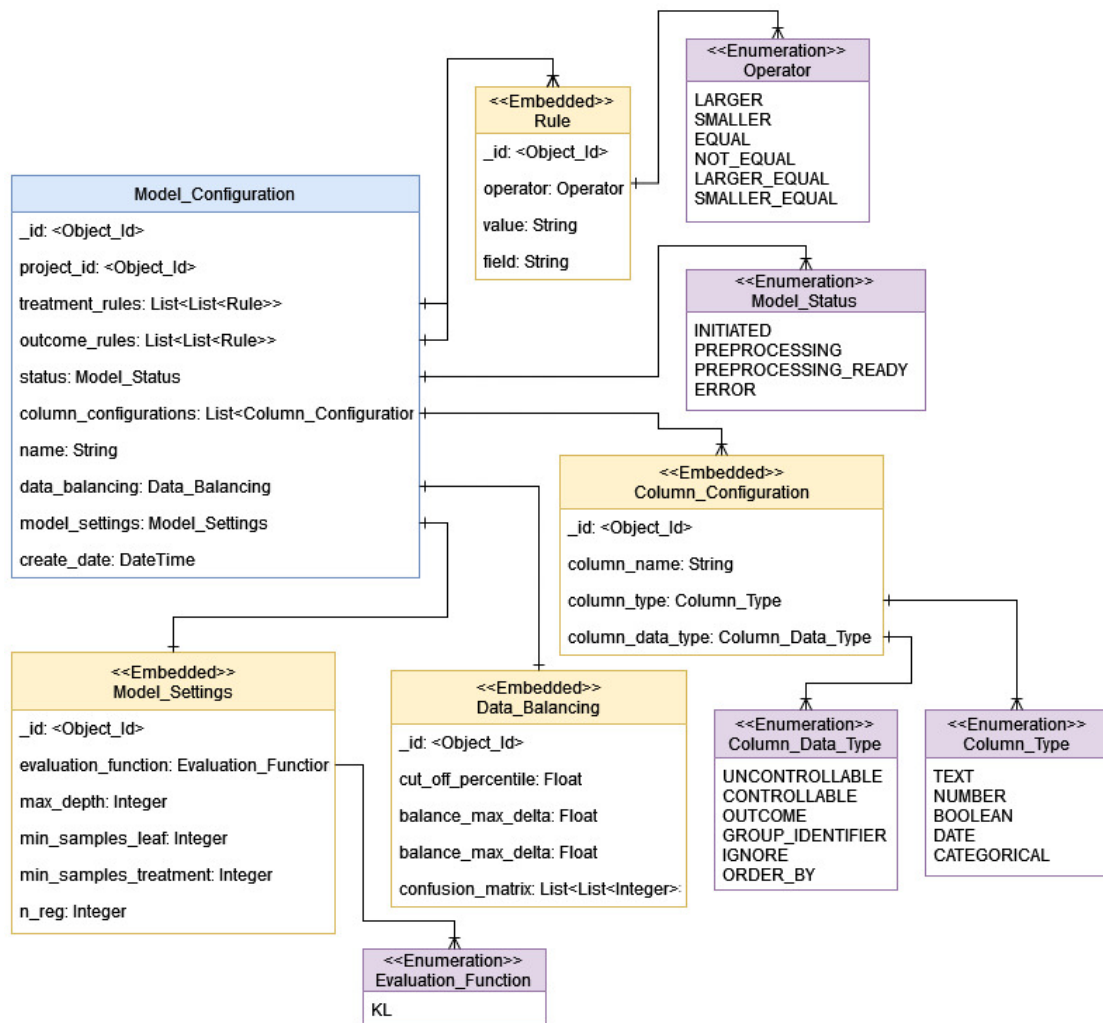 <<Enumeration>>
Operator
LARGER
SMALLER
EQUAL
NOT_EQUAL
LARGER_EQUAL
SMALLER_EQUAL
<<Embedded>>
Rule
_id: <Object_Id>
operator: Operator
value: String
field: String
Model_Configuration
_id: <Object_Id>
project_id: <Object_Id>
treatment_rules: List<List<Rule>>
outcome_rules: List<List<Rule>>
status: Model_Status
column_configurations: List<Column_Configuration
name: String
data_balancing: Data_Balancing
model_settings: Model_Settings
create_date: DateTime
<<Enumeration>>
Model_Status
INITIATED
PREPROCESSING
PREPROCESSING_READY
ERROR
<<Embedded>>
Column_Configuration
_id: <Object_Id>
column_name: String
column_type: Column_Type
column_data_type: Column_Data_Type
<<Embedded>>
Model_Settings
_id: <Object_Id>
evaluation_function: Evaluation_Function
max_depth: Integer
min_samples_leaf: Integer
min_samples_treatment: Integer
n_reg: Integer
<<Embedded>>
Data_Balancing
_id: <Object_Id>
cut_off_percentile: Float
balance_max_delta: Float
balance_max_delta: Float
confusion_matrix: List<List<Integer>>
<<Enumeration>>
Column_Data_Type
UNCONTROLLABLE
CONTROLLABLE
OUTCOME
GROUP_IDENTIFIER
IGNORE
ORDER_BY
<<Enumeration>>
Column_Type
TEXT
NUMBER
BOOLEAN
DATE
CATEGORICAL
<<Enumeration>>
Evaluation_Function
KL